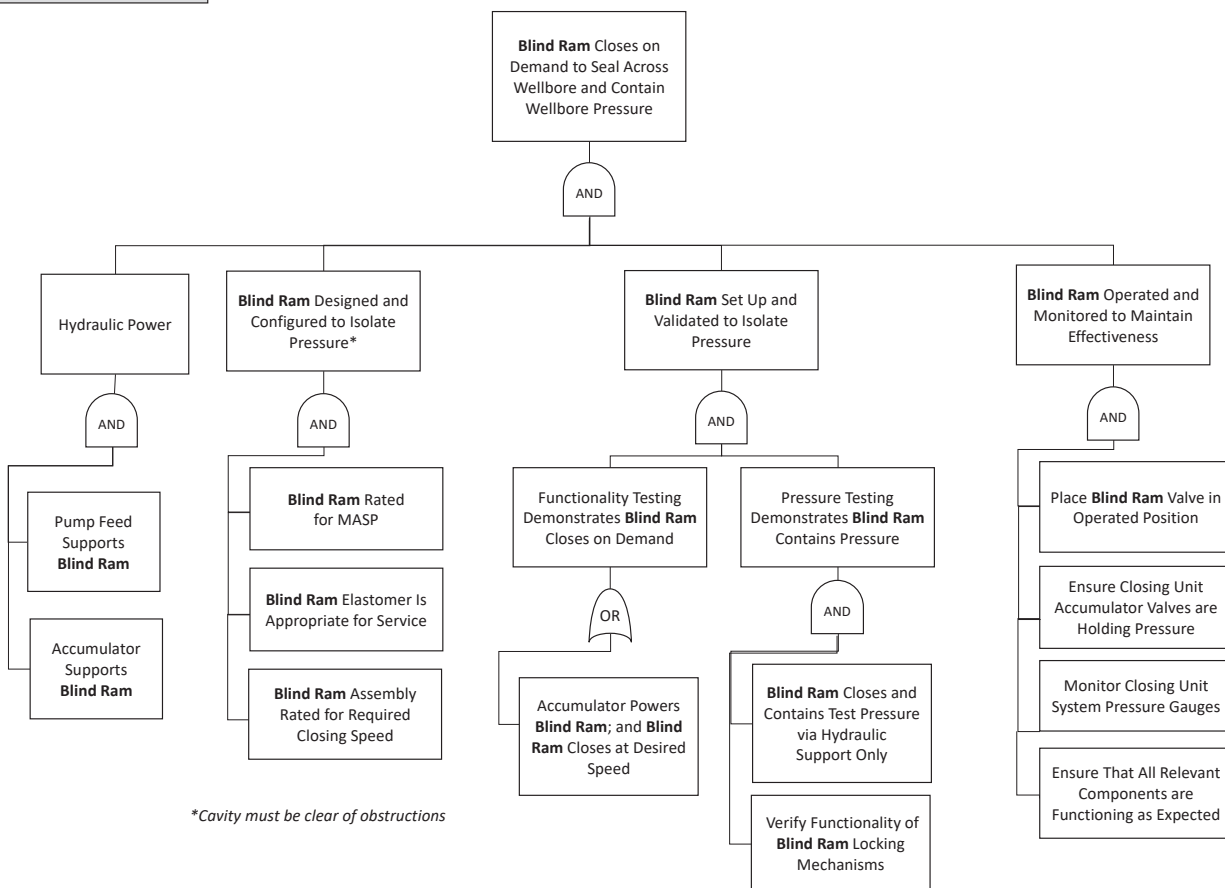 Blind Ram Closes on
Demand to Seal Across
Wellbore and Contain
Wellbore Pressure
AND
Hydraulic Power
Blind Ram Designed and
Configured to Isolate
Pressure*
Blind Ram Set Up and
Validated to Isolate
Pressure
Blind Ram Operated and
Monitored to Maintain
Effectiveness
AND
AND
AND
AND
Pump Feed
Supports
Blind Ram
Accumulator
Supports
Blind Ram
Blind Ram Rated
for MASP
Blind Ram Elastomer Is
Appropriate for Service
Blind Ram Assembly
Rated for Required
Closing Speed
Functionality Testing
Demonstrates Blind Ram
Closes on Demand
OR
Accumulator Powers
Blind Ram; and Blind
Ram Closes at Desired
Speed
Pressure Testing
Demonstrates Blind Ram
Contains Pressure
AND
Blind Ram Closes and
Contains Test Pressure
via Hydraulic
Support Only
Verify Functionality of
Blind Ram Locking
Mechanisms
Place Blind Ram Valve in
Operated Position
Ensure Closing Unit
Accumulator Valves are
Holding Pressure
Monitor Closing Unit
System Pressure Gauges
Ensure That All Relevant
Components are
Functioning as Expected
*Cavity must be clear of obstructions